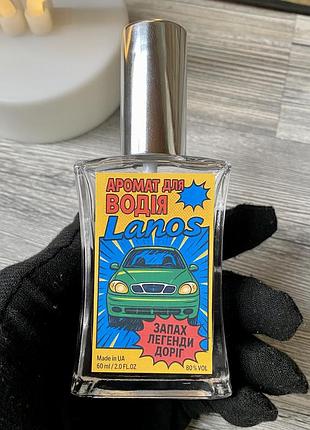 АРОМАТ ДЛЯ
ВОДІЯ
Lanos
ЗАПАХ
ЛЕГЕНДИ
ДОРІГ
Made in UA
60 ml / 2.0 FL.OZ
80% VOL